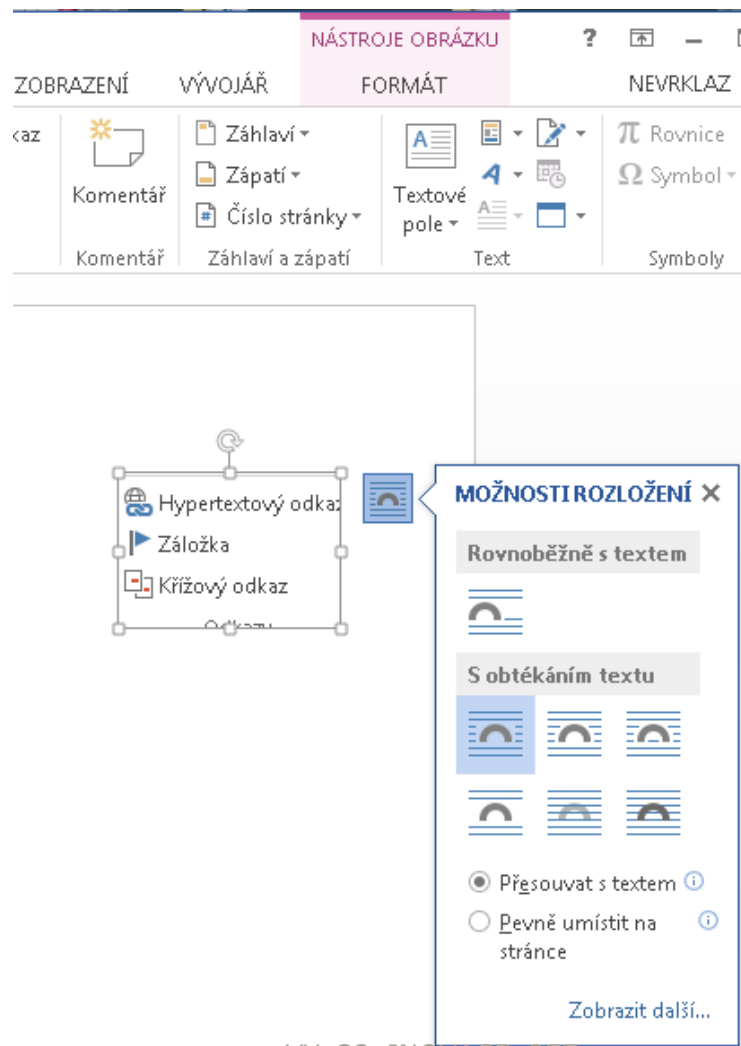 NÁSTROJE OBRÁZKU ?
ZOBRAZENÍ VÝVOJÁŘ FORMÁT NEVRKLAZ
kaz
Komentář
Záhlaví
Zápatí
Číslo stránky
Textové
pole
π Rovnice
Ω Symbol
Komentář Záhlaví a zápatí Text Symboly
Hypertextový odkaz
Záložka
Křížový odkaz
Odkazy
MOŽNOSTI ROZLOŽENÍ
Rovnoběžně s textem
S obtékáním textu
Přesouvat s textem
Pevně umístit na
stránce
Zobrazit další...